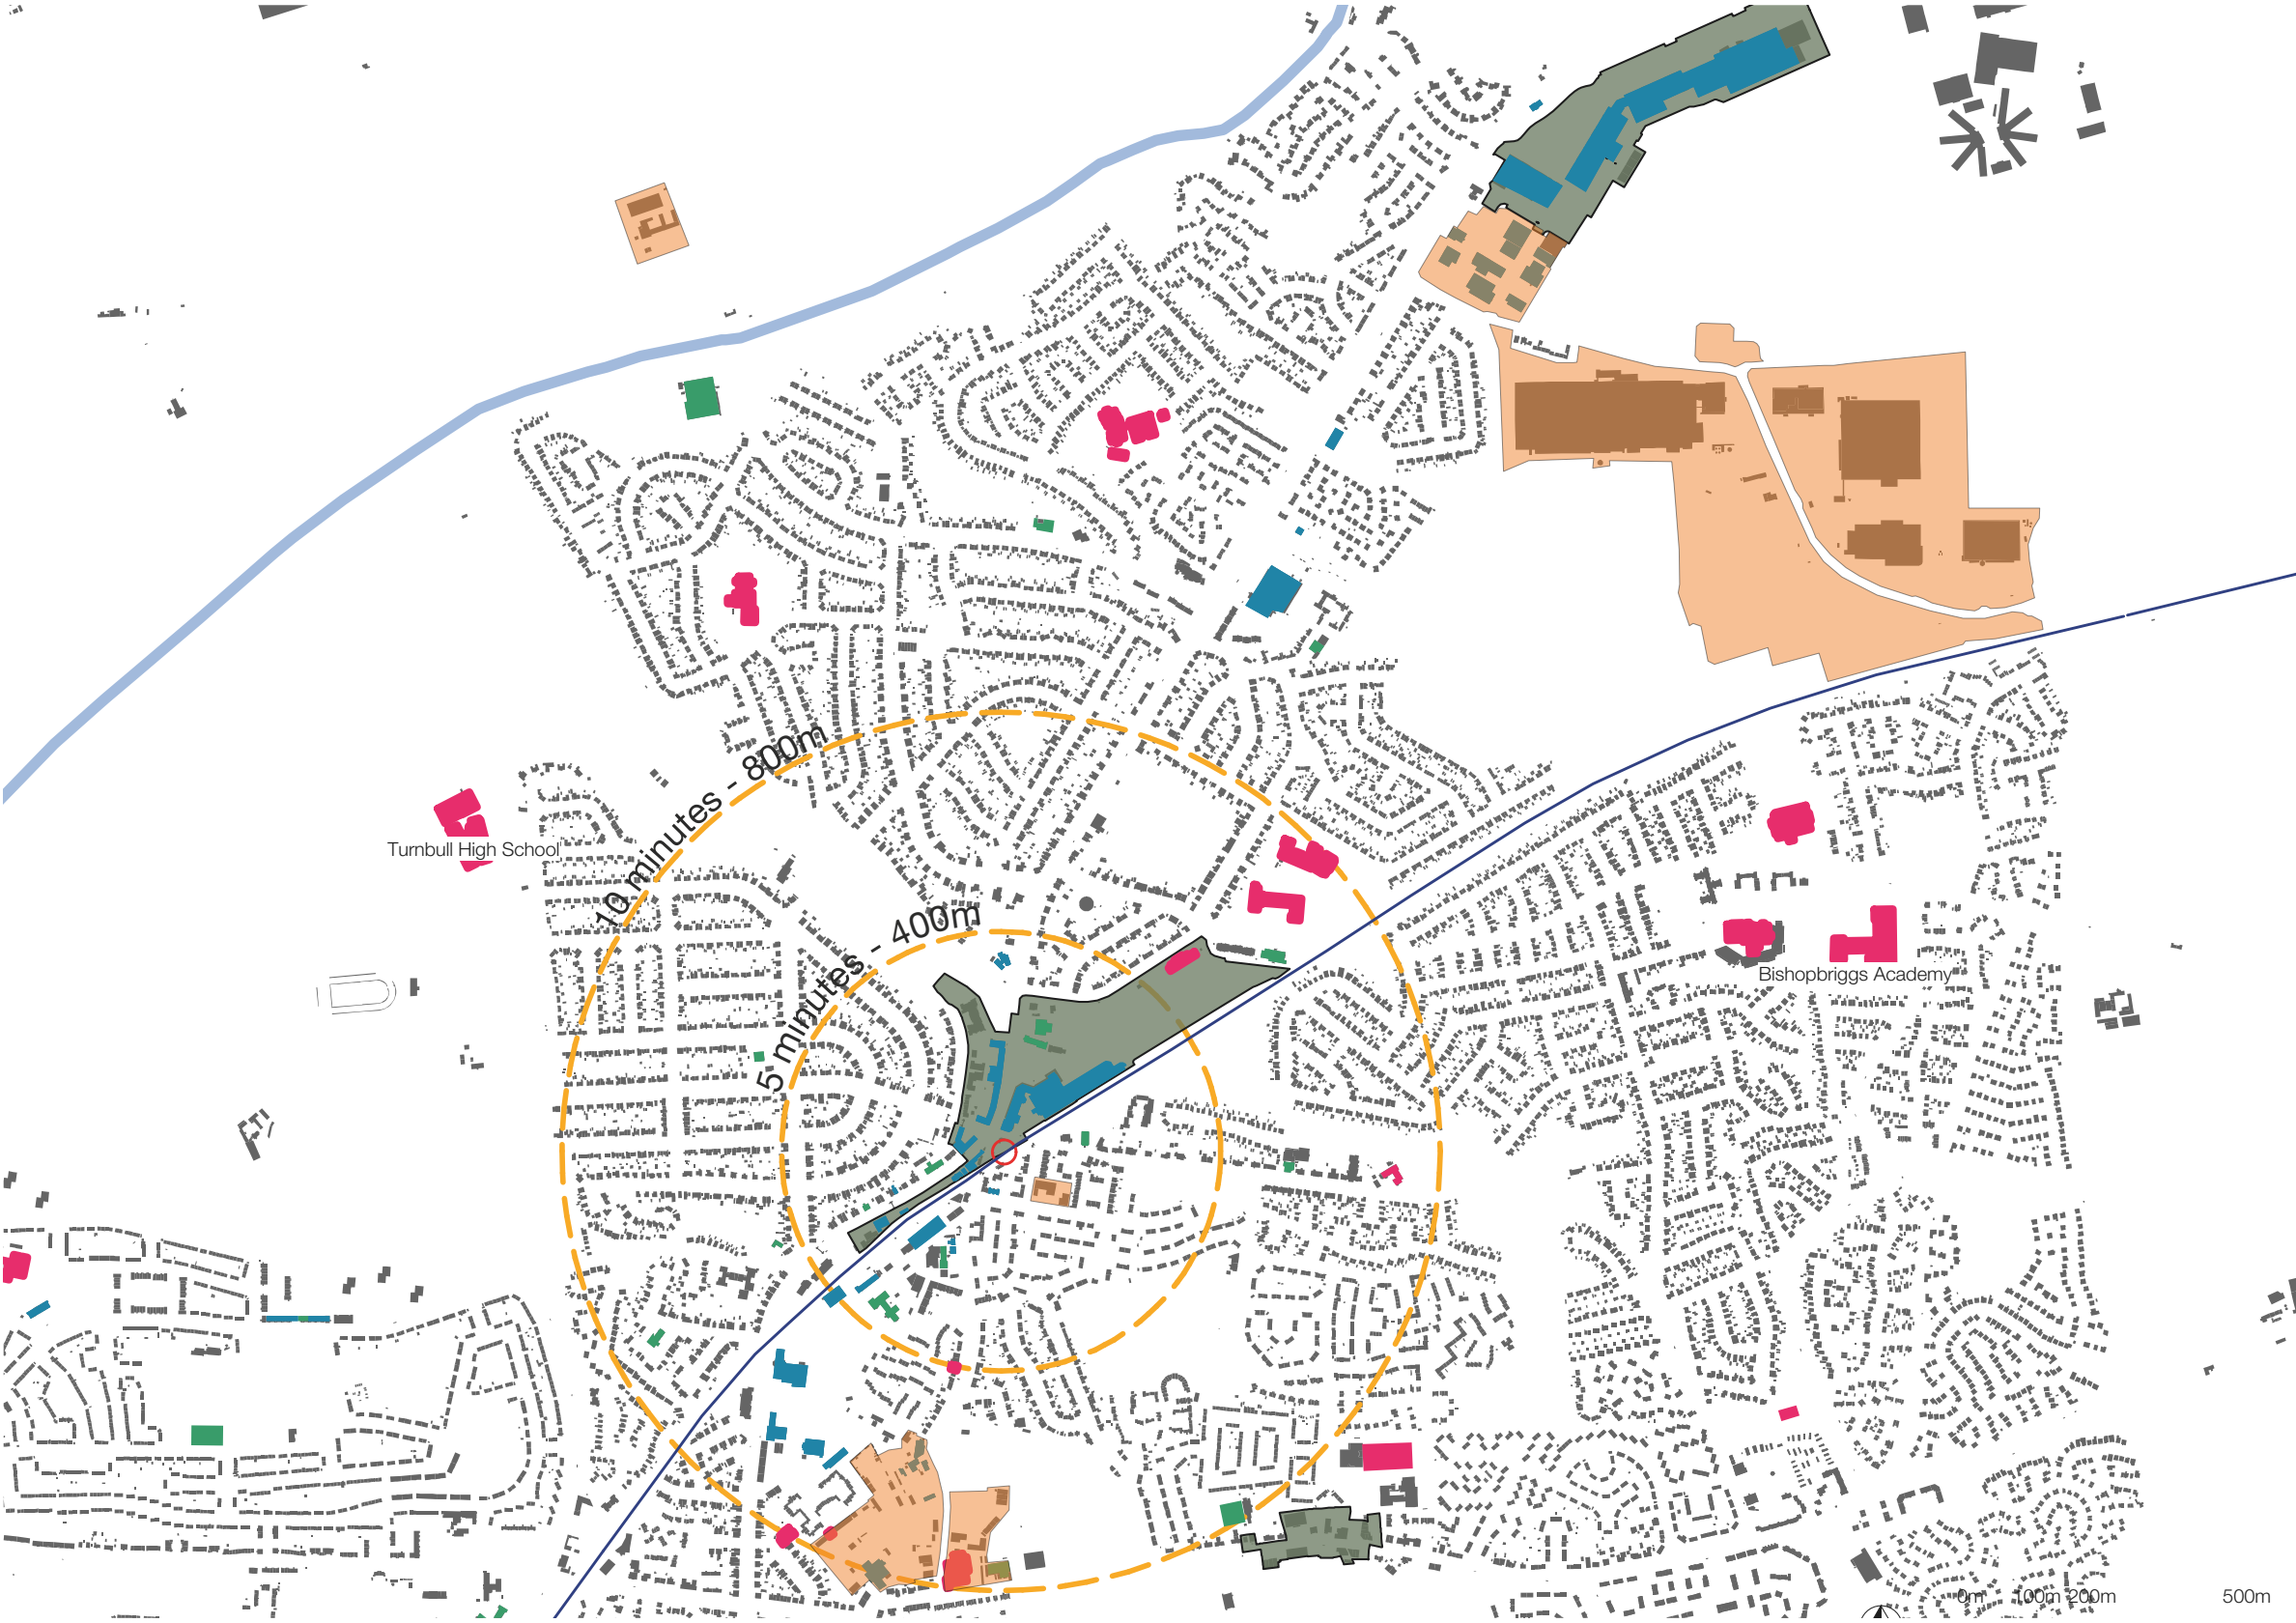 10 minutes - 800m
Turnbull High School
5 minutes - 400m
Bishopbriggs Academy
0m 100m 200m 500m